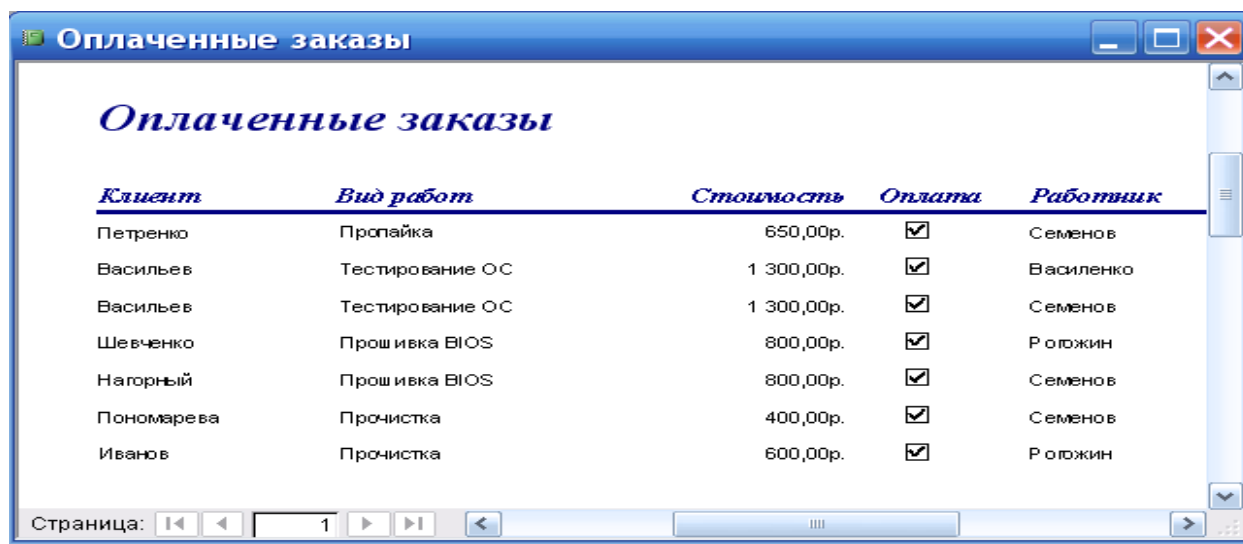 Оплаченные заказы
Оплаченные заказы
Клиент Вид работ Стоимость Оплата Работник
Петренко Пропайка 650,00р. Семенов
Васильев Тестирование ОС 1 300,00р. Василенко
Васильев Тестирование ОС 1 300,00р. Семенов
Шевченко Прошивка BIOS 800,00р. Рогожин
Нагорный Прошивка BIOS 800,00р. Семенов
Пономарева Прочистка 400,00р. Семенов
Иванов Прочистка 600,00р. Рогожин
Страница: 1